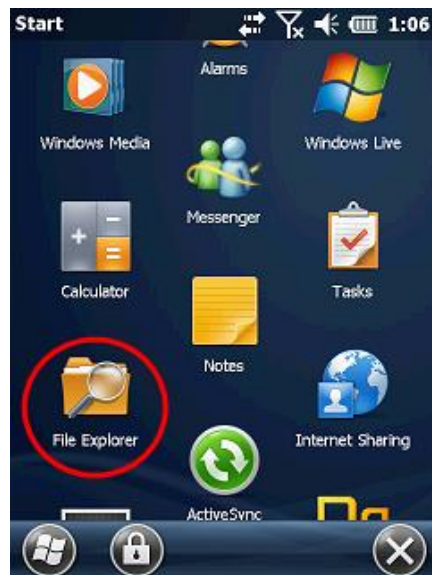 Start 1:06
Alarms
Windows Media
Windows Live
Messenger
Calculator
Tasks
Notes
File Explorer
Internet Sharing
ActiveSync